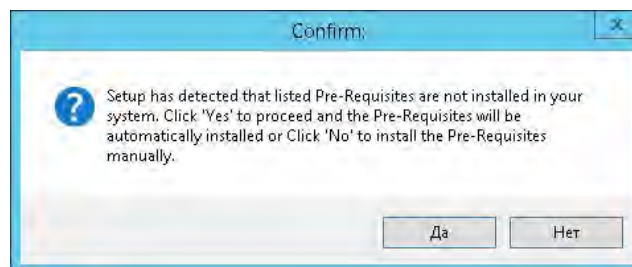 Confirm:
Setup has detected that listed Pre-Requisites are not installed in your
system. Click 'Yes' to proceed and the Pre-Requisites will be
automatically installed or Click 'No' to install the Pre-Requisites
manually.
Да
Нет